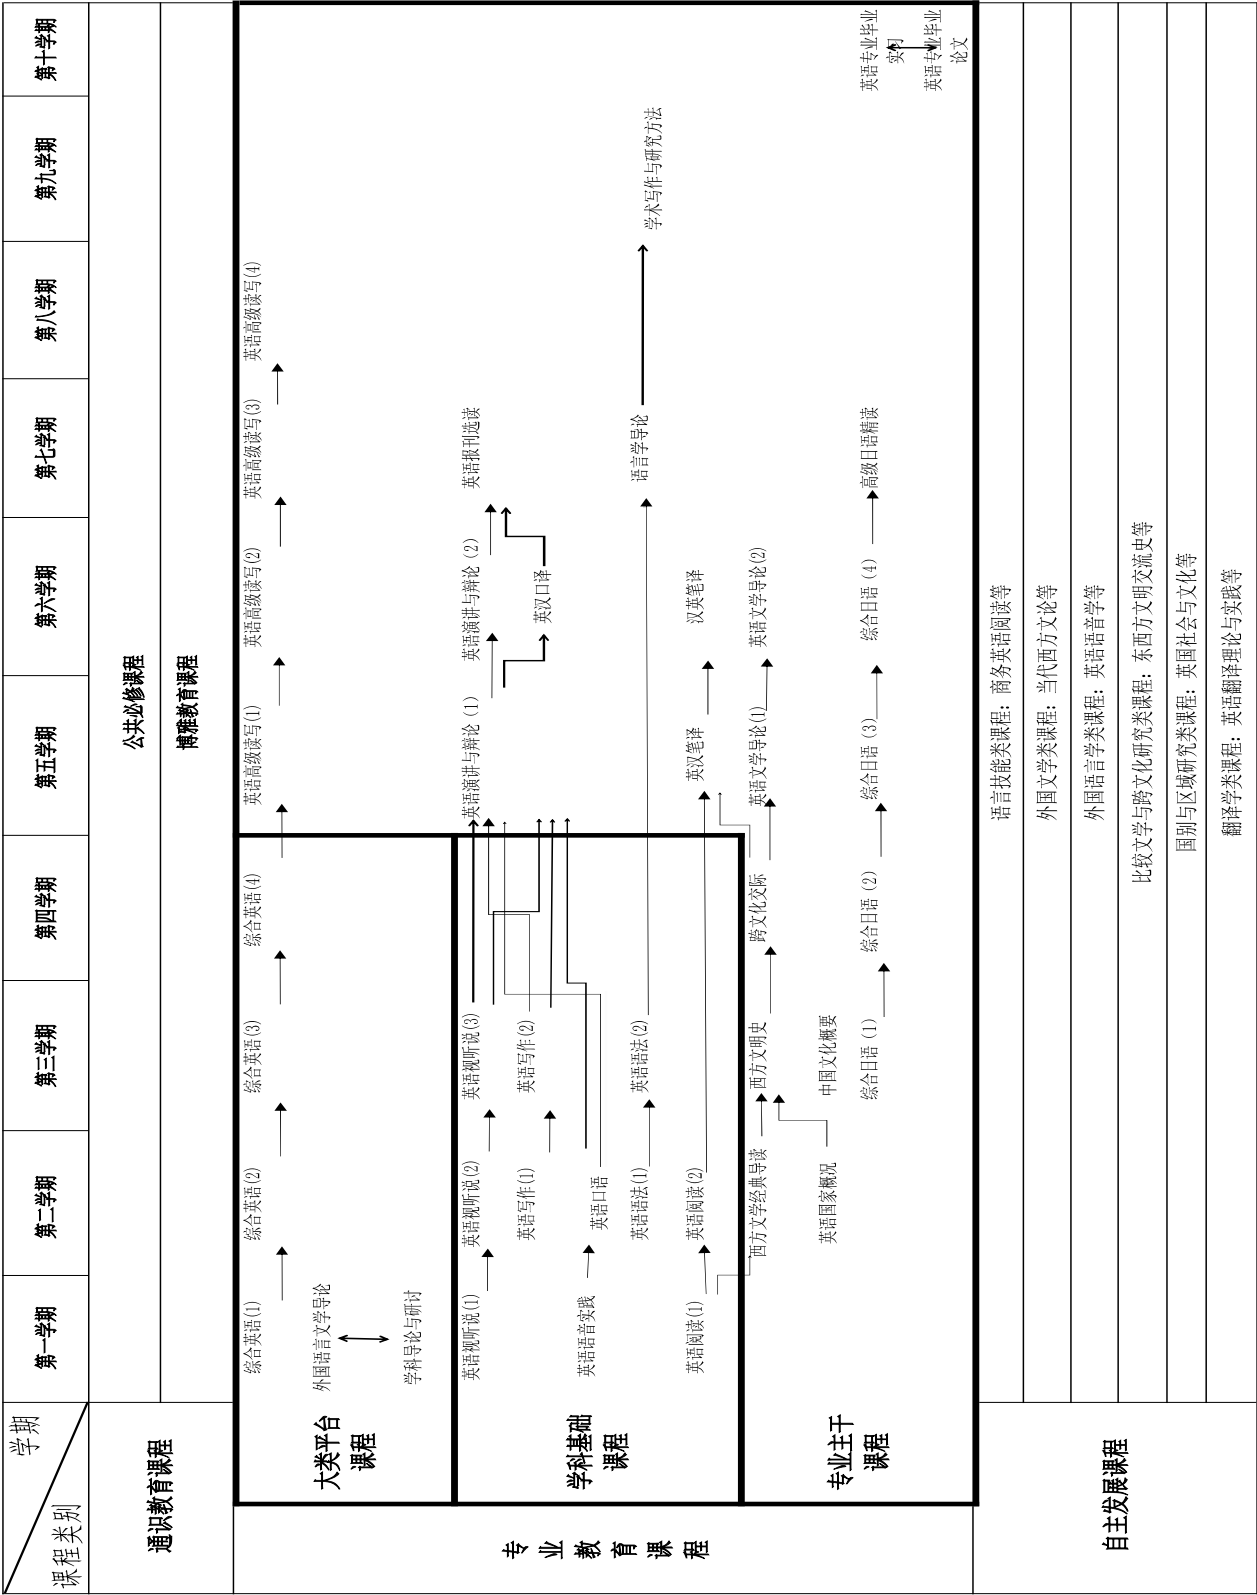 学期
课程类别
第一学期
第二学期
第三学期
第四学期
第五学期
第六学期
第七学期
第八学期
第九学期
第十学期
通识教育课程
公共必修课程
博雅教育课程
专业教育课程
大类平台
课程
综合英语(1)
综合英语(2)
综合英语(3)
综合英语(4)
英语高级读写(1)
英语高级读写(2)
英语高级读写(3)
英语高级读写(4)
外国语言文学导论
学科导论与研讨
学科基础
课程
英语视听说(1)
英语视听说(2)
英语视听说(3)
英语演讲与辩论（1）
英语演讲与辩论（2）
英语报刊选读
英语写作(1)
英语写作(2)
英汉口译
英语语音实践
英语口语
英语语法(1)
英语语法(2)
语言学导论
学术写作与研究方法
英语阅读(1)
英语阅读(2)
英汉笔译
汉英笔译
专业主干
课程
西方文学经典导读
西方文明史
跨文化交际
英语文学导论(1)
英语文学导论(2)
英语国家概况
中国文化概要
综合日语（1）
综合日语（2）
综合日语（3）
综合日语（4）
高级日语精读
英语专业毕业
实习
英语专业毕业
论文
自主发展课程
语言技能类课程：商务英语阅读等
外国文学类课程：当代西方文论等
外国语言学类课程：英语语音学等
比较文学与跨文化研究类课程：东西方文明交流史等
国别与区域研究类课程：英国社会与文化等
翻译学类课程：英语翻译理论与实践等